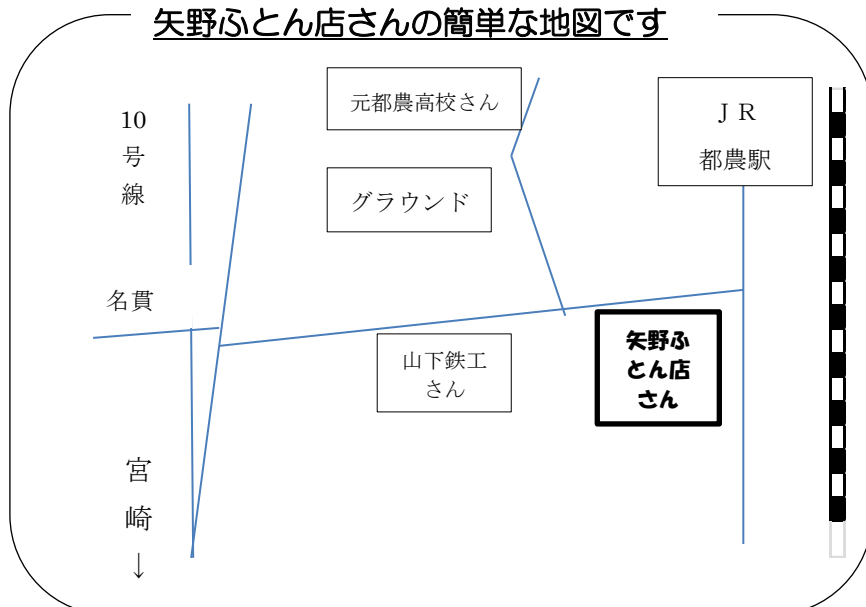 矢野ふとん店さんの簡単な地図です
元都農高校さん
ＪＲ
都農駅
10
号
線
グラウンド
名貫
山下鉄工
さん
矢野ふ
とん店
さん
宮
崎
↓